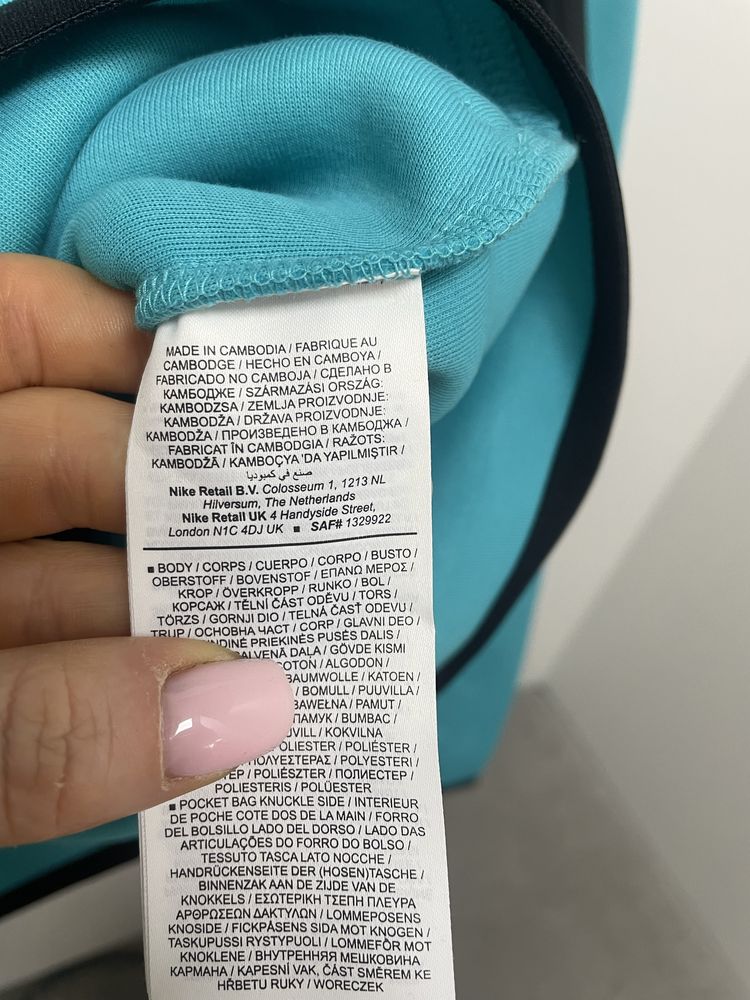 MADE IN CAMBODIA / FABRIQUE AU
CAMBODGE / HECHO EN CAMBOYA /
FABRICADO NO CAMBOJA / СДЕЛАНО В
КАМБОДЖЕ / SZÁRMAZÁSI ORSZÁG:
KAMBODZSA / ZEMLJA PROIZVODNJE:
KAMBODŽA / DRŽAVA PROIZVODNJE:
KAMBODŽA / ПРОИЗВЕДЕНО В КАМБОДЖА /
FABRICAT ÎN CAMBODGIA / RAŽOTS:
KAMBODŽĀ / KAMBOÇYA 'DA YAPILMIŞTIR /
صنع في كمبوديا
Nike Retail B.V. Colosseum 1, 1213 NL
Hilversum, The Netherlands
Nike Retail UK 4 Handyside Street,
London N1C 4DJ UK ■ SAF# 1329922
■ BODY / CORPS / CUERPO / CORPO / BUSTO /
OBERSTOFF / BOVENSTOF / ΕΠΑΝΩ ΜΕΡΟΣ /
KROP / ÖVERKROPP / RUNKO / BOL /
КОРСАЖ / TĚLNÍ ČÁST ODĚVU / TORS /
TÖRZS / GORNJI DIO / TELNÁ ČASŤ ODEVU /
TRUP / ОСНОВНА ЧАСТ / CORP / GLAVNI DEO /
PRIEKINĖS PUSĖS DALIS /
DAĻA / GÖVDE KISMI
/ ALGODON /
BAUMWOLLE / KATOEN /
/ BOMULL / PUUVILLA /
BAWEŁNA / PAMUT /
/ BUMBAC /
/ KOKVILNA
/ POLIÉSTER /
ΠΟΛΥΕΣΤΕΡΑΣ / POLYESTERI /
/ POLIÉSZTER / ПОЛИЕСТЕР /
POLIESTERIS / POLÜESTER
■ POCKET BAG KNUCKLE SIDE / INTERIEUR
DE POCHE COTE DOS DE LA MAIN / FORRO
DEL BOLSILLO LADO DEL DORSO / LADO DAS
ARTICULAÇÕES DO FORRO DO BOLSO /
TESSUTO TASCA LATO NOCCHE /
HANDRÜCKENSEITE DER (HOSEN)TASCHE /
BINNENZAK AAN DE ZIJDE VAN DE
KNOKKELS / ΕΣΩΤΕΡΙΚΗ ΤΣΕΠΗ ΠΛΕΥΡΑ
ΑΡΘΡΩΣΕΩΝ ΔΑΚΤΥΛΩΝ / LOMMEPOSENS
KNOSIDE / FICKPÅSENS SIDA MOT KNOGEN /
TASKUPUSSI RYSTYPUOLI / LOMMEFÔR MOT
KNOKLENE / ВНУТРЕННЯЯ МЕШКОВИНА
КАРМАНА / KAPESNÍ VAK, ČÁST SMĚREM KE
HŘBETU RUKY / WORECZEK